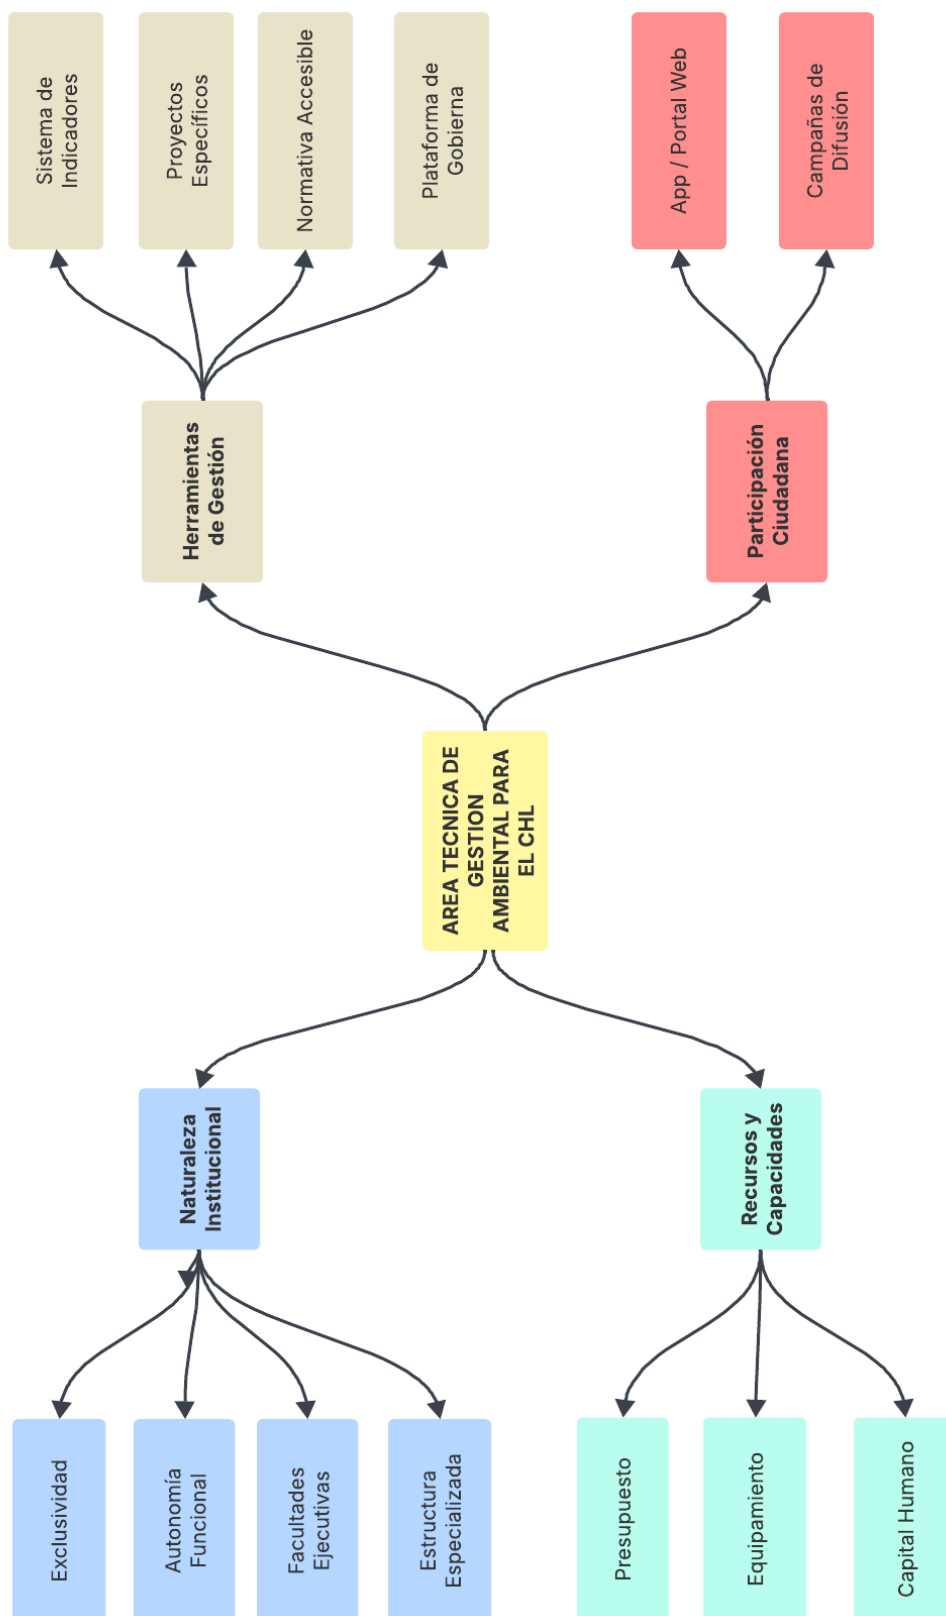 Exclusividad
Autonomía
Funcional
Facultades
Ejecutivas
Estructura
Especializada
Naturaleza
Institucional
Presupuesto
Equipamiento
Capital Humano
Recursos y
Capacidades
AREA TECNICA DE
GESTION
AMBIENTAL PARA
EL CHL
Herramientas
de Gestión
Sistema de
Indicadores
Proyectos
Específicos
Normativa Accesible
Plataforma de
Gobierna
Participación
Ciudadana
App / Portal Web
Campañas de
Difusión